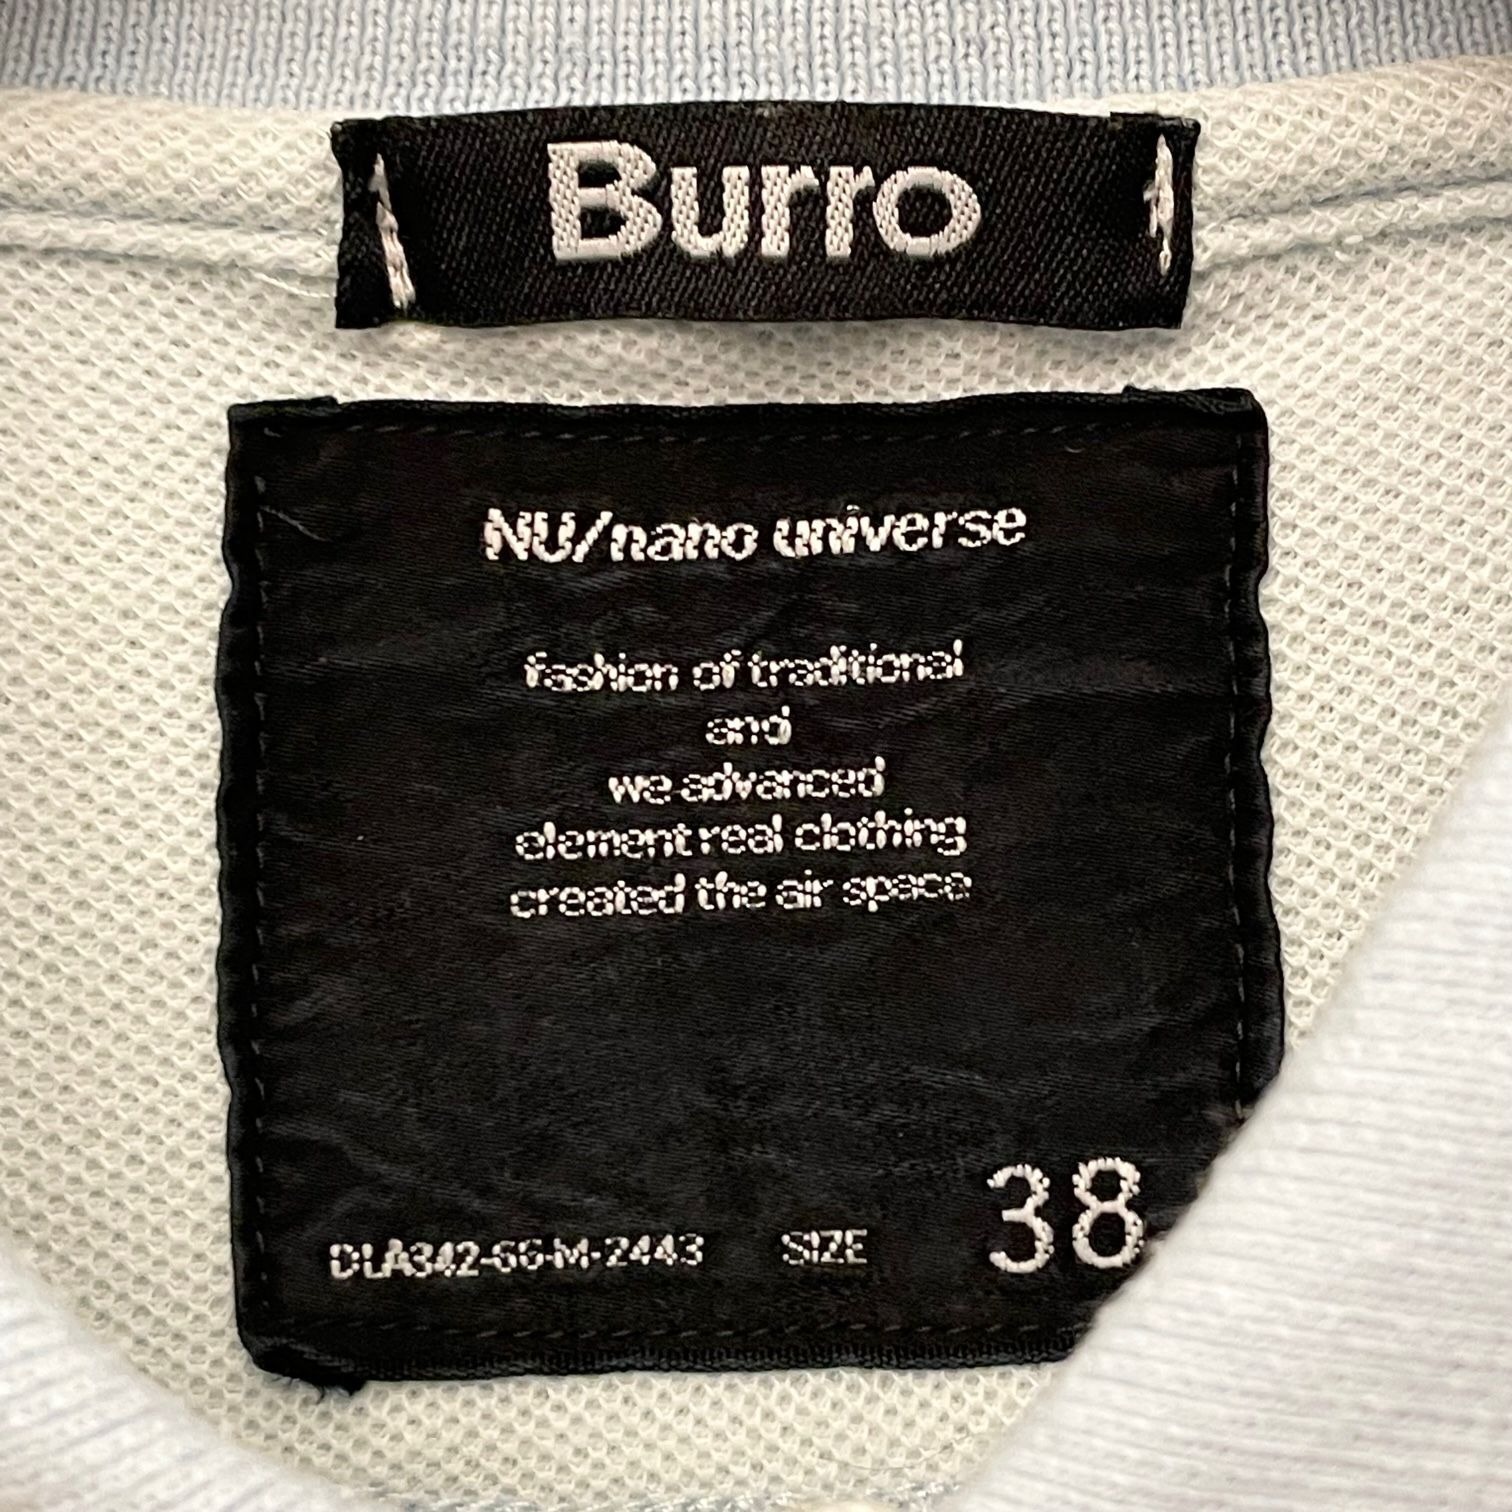 Burro
NU/nano universe
fashion of traditional
and
we advanced
element real clothing
created the air space
DLA342-66-M-2443 SIZE 38